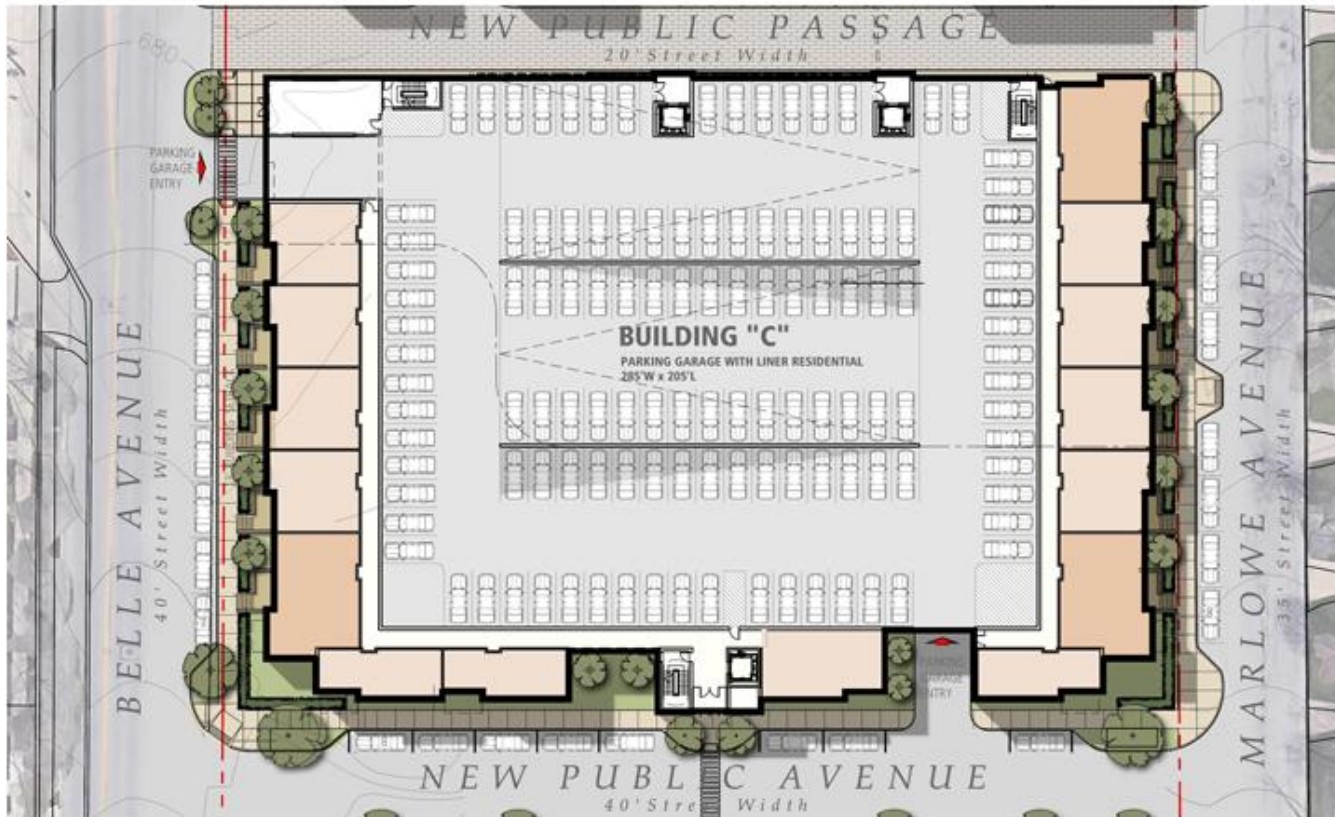 NEW PUBLIC PASSAGE
20' Street Width
680
PARKING
GARAGE
ENTRY
BUILDING "C"
PARKING GARAGE WITH LINER RESIDENTIAL
285'W x 205'L
BELLE AVENUE
40' Street Width
MARLOWE AVENUE
35' Street Width
PARKING
GARAGE
ENTRY
NEW PUBLIC AVENUE
40' Street Width